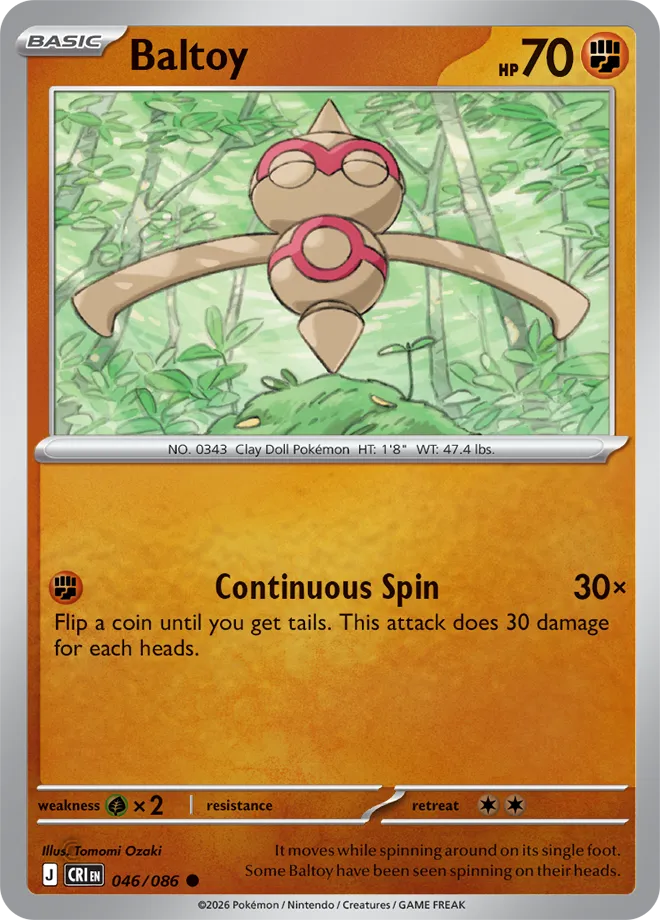 BASIC
Baltoy
HP 70
NO. 0343 Clay Doll Pokémon HT: 1'8" WT: 47.4 lbs.
Continuous Spin 30×
Flip a coin until you get tails. This attack does 30 damage
for each heads.
weakness ×2 resistance retreat
Illus. Tomomi Ozaki
It moves while spinning around on its single foot.
Some Baltoy have been seen spinning on their heads.
J CRI EN 046/086
©2026 Pokémon / Nintendo / Creatures / GAME FREAK